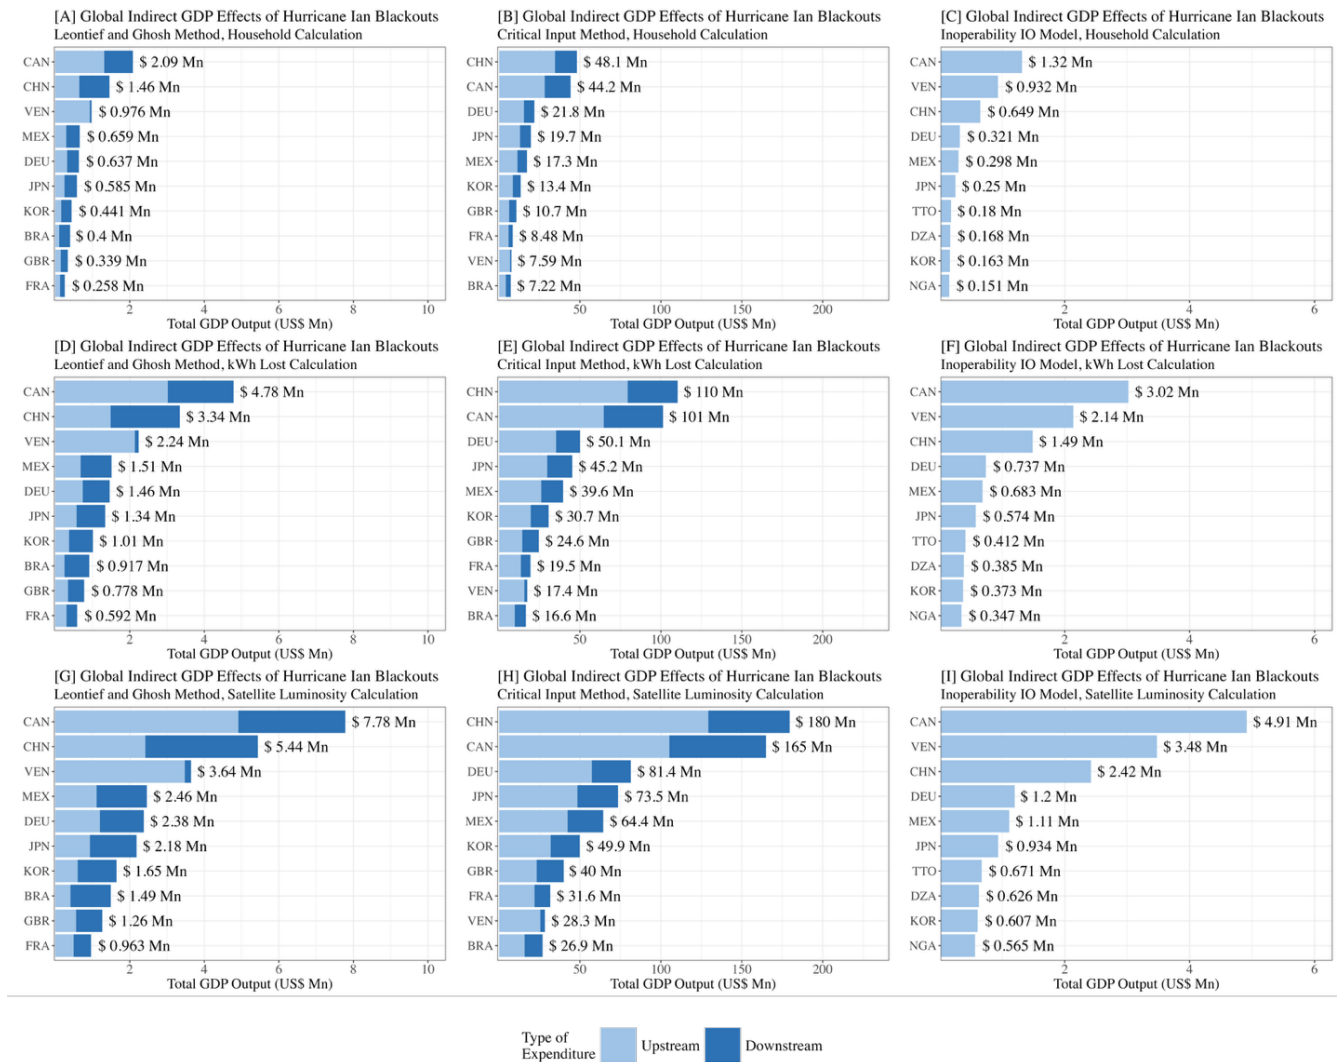 [A] Global Indirect GDP Effects of Hurricane Ian Blackouts
Leontief and Ghosh Method, Household Calculation
CAN $ 2.09 Mn
CHN $ 1.46 Mn
VEN $ 0.976 Mn
MEX $ 0.659 Mn
DEU $ 0.637 Mn
JPN $ 0.585 Mn
KOR $ 0.441 Mn
BRA $ 0.4 Mn
GBR $ 0.339 Mn
FRA $ 0.258 Mn
2 4 6 8 10
Total GDP Output (US$ Mn)
[B] Global Indirect GDP Effects of Hurricane Ian Blackouts
Critical Input Method, Household Calculation
CHN $ 48.1 Mn
CAN $ 44.2 Mn
DEU $ 21.8 Mn
JPN $ 19.7 Mn
MEX $ 17.3 Mn
KOR $ 13.4 Mn
GBR $ 10.7 Mn
FRA $ 8.48 Mn
VEN $ 7.59 Mn
BRA $ 7.22 Mn
50 100 150 200
Total GDP Output (US$ Mn)
[C] Global Indirect GDP Effects of Hurricane Ian Blackouts
Inoperability IO Model, Household Calculation
CAN $ 1.32 Mn
VEN $ 0.932 Mn
CHN $ 0.649 Mn
DEU $ 0.321 Mn
MEX $ 0.298 Mn
JPN $ 0.25 Mn
TTO $ 0.18 Mn
DZA $ 0.168 Mn
KOR $ 0.163 Mn
NGA $ 0.151 Mn
2 4 6
Total GDP Output (US$ Mn)
[D] Global Indirect GDP Effects of Hurricane Ian Blackouts
Leontief and Ghosh Method, kWh Lost Calculation
CAN $ 4.78 Mn
CHN $ 3.34 Mn
VEN $ 2.24 Mn
MEX $ 1.51 Mn
DEU $ 1.46 Mn
JPN $ 1.34 Mn
KOR $ 1.01 Mn
BRA $ 0.917 Mn
GBR $ 0.778 Mn
FRA $ 0.592 Mn
2 4 6 8 10
Total GDP Output (US$ Mn)
[E] Global Indirect GDP Effects of Hurricane Ian Blackouts
Critical Input Method, kWh Lost Calculation
CHN $ 110 Mn
CAN $ 101 Mn
DEU $ 50.1 Mn
JPN $ 45.2 Mn
MEX $ 39.6 Mn
KOR $ 30.7 Mn
GBR $ 24.6 Mn
FRA $ 19.5 Mn
VEN $ 17.4 Mn
BRA $ 16.6 Mn
50 100 150 200
Total GDP Output (US$ Mn)
[F] Global Indirect GDP Effects of Hurricane Ian Blackouts
Inoperability IO Model, kWh Lost Calculation
CAN $ 3.02 Mn
VEN $ 2.14 Mn
CHN $ 1.49 Mn
DEU $ 0.737 Mn
MEX $ 0.683 Mn
JPN $ 0.574 Mn
TTO $ 0.412 Mn
DZA $ 0.385 Mn
KOR $ 0.373 Mn
NGA $ 0.347 Mn
2 4 6
Total GDP Output (US$ Mn)
[G] Global Indirect GDP Effects of Hurricane Ian Blackouts
Leontief and Ghosh Method, Satellite Luminosity Calculation
CAN $ 7.78 Mn
CHN $ 5.44 Mn
VEN $ 3.64 Mn
MEX $ 2.46 Mn
DEU $ 2.38 Mn
JPN $ 2.18 Mn
KOR $ 1.65 Mn
BRA $ 1.49 Mn
GBR $ 1.26 Mn
FRA $ 0.963 Mn
2 4 6 8 10
Total GDP Output (US$ Mn)
[H] Global Indirect GDP Effects of Hurricane Ian Blackouts
Critical Input Method, Satellite Luminosity Calculation
CHN $ 180 Mn
CAN $ 165 Mn
DEU $ 81.4 Mn
JPN $ 73.5 Mn
MEX $ 64.4 Mn
KOR $ 49.9 Mn
GBR $ 40 Mn
FRA $ 31.6 Mn
VEN $ 28.3 Mn
BRA $ 26.9 Mn
50 100 150 200
Total GDP Output (US$ Mn)
[I] Global Indirect GDP Effects of Hurricane Ian Blackouts
Inoperability IO Model, Satellite Luminosity Calculation
CAN $ 4.91 Mn
VEN $ 3.48 Mn
CHN $ 2.42 Mn
DEU $ 1.2 Mn
MEX $ 1.11 Mn
JPN $ 0.934 Mn
TTO $ 0.671 Mn
DZA $ 0.626 Mn
KOR $ 0.607 Mn
NGA $ 0.565 Mn
2 4 6
Total GDP Output (US$ Mn)
Type of
Expenditure Upstream Downstream